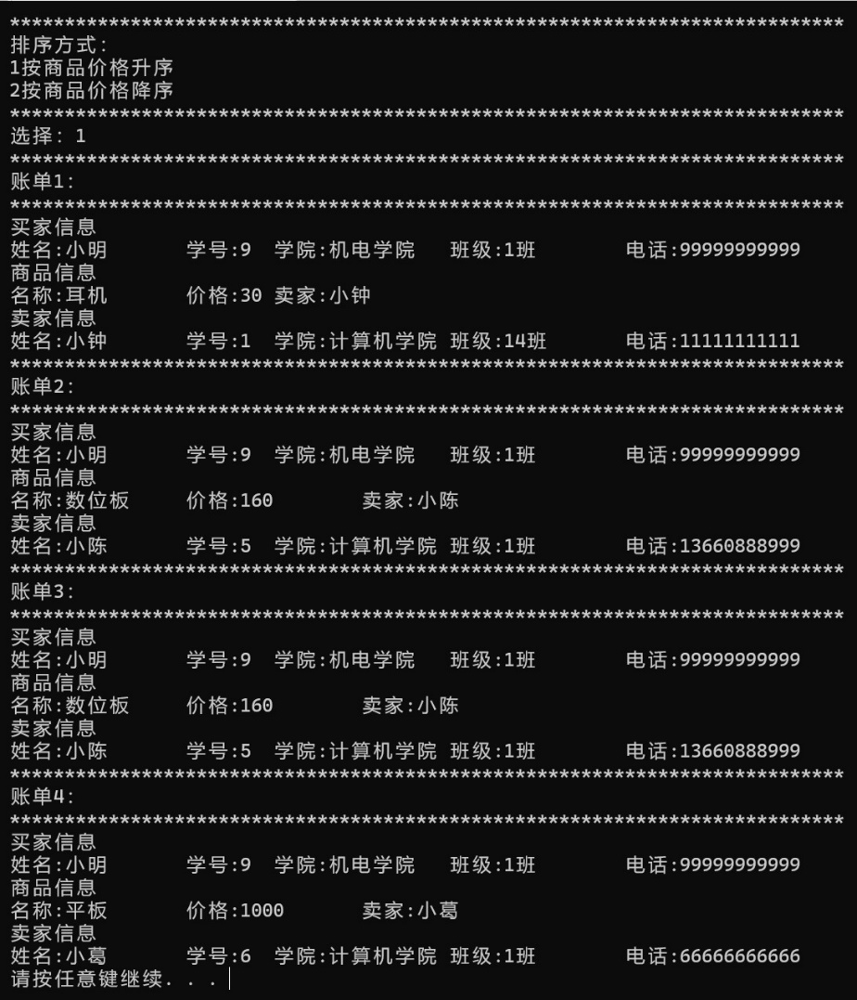 ****************************************************************************
排序方式:
1按商品价格升序
2按商品价格降序
****************************************************************************
选择: 1
****************************************************************************
账单1:
****************************************************************************
买家信息
姓名:小明 学号:9 学院:机电学院 班级:1班 电话:99999999999
商品信息
名称:耳机 价格:30 卖家:小钟
卖家信息
姓名:小钟 学号:1 学院:计算机学院 班级:14班 电话:11111111111
****************************************************************************
账单2:
****************************************************************************
买家信息
姓名:小明 学号:9 学院:机电学院 班级:1班 电话:99999999999
商品信息
名称:数位板 价格:160 卖家:小陈
卖家信息
姓名:小陈 学号:5 学院:计算机学院 班级:1班 电话:13660888999
****************************************************************************
账单3:
****************************************************************************
买家信息
姓名:小明 学号:9 学院:机电学院 班级:1班 电话:99999999999
商品信息
名称:数位板 价格:160 卖家:小陈
卖家信息
姓名:小陈 学号:5 学院:计算机学院 班级:1班 电话:13660888999
****************************************************************************
账单4:
****************************************************************************
买家信息
姓名:小明 学号:9 学院:机电学院 班级:1班 电话:99999999999
商品信息
名称:平板 价格:1000 卖家:小葛
卖家信息
姓名:小葛 学号:6 学院:计算机学院 班级:1班 电话:66666666666
请按任意键继续. . .